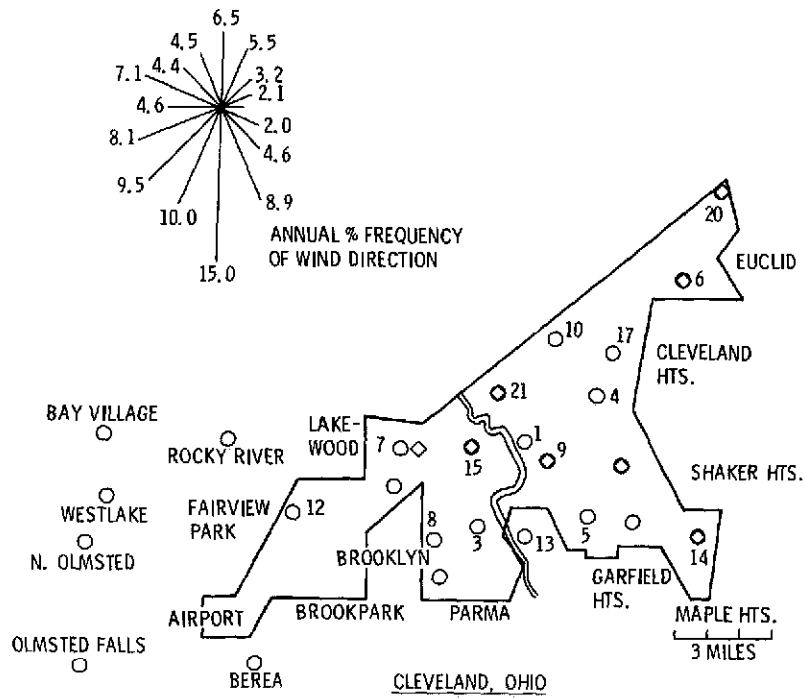 6.5
4.5
5.5
4.4
7.1
3.2
2.1
4.6
2.0
8.1
4.6
9.5
8.9
10.0
ANNUAL % FREQUENCY
OF WIND DIRECTION
15.0
20
EUCLID
6
10
17
CLEVELAND
HTS.
4
21
BAY VILLAGE
ROCKY RIVER
LAKE-
WOOD
7
15
1
9
SHAKER HTS.
WESTLAKE
FAIRVIEW
PARK
12
N. OLMSTED
BROOKLYN
8
3
13
5
14
GARFIELD
HTS.
AIRPORT
BROOKPARK
PARMA
MAPLE HTS.
3 MILES
OLMSTED FALLS
BEREA
CLEVELAND, OHIO